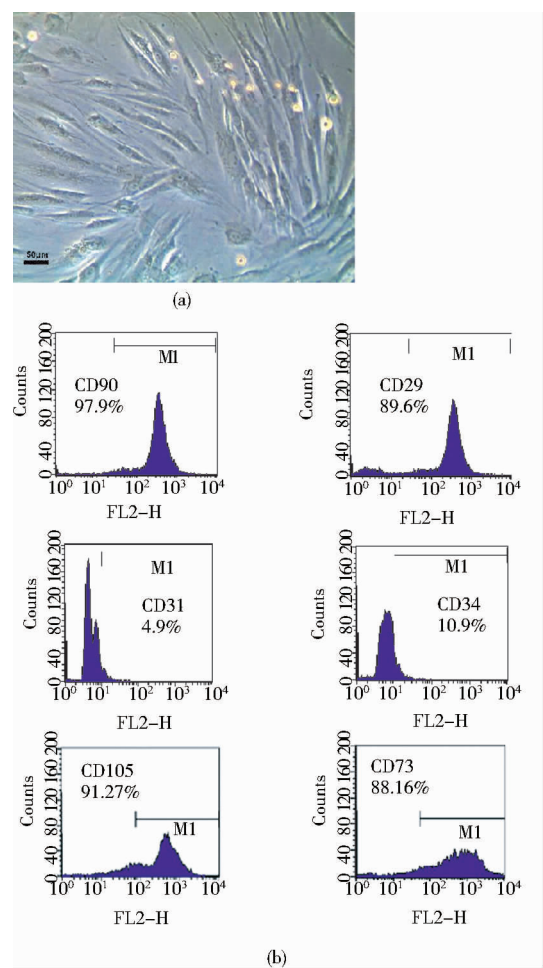 50μm
(a)
200
160
120
80
40
0
Counts
M1
CD90
97.9%
10⁰ 10¹ 10² 10³ 10⁴
FL2-H
200
160
120
80
40
0
Counts
M1
CD29
89.6%
10⁰ 10¹ 10² 10³ 10⁴
FL2-H
200
160
120
80
40
0
Counts
M1
CD31
4.9%
10⁰ 10¹ 10² 10³ 10⁴
FL2-H
200
160
120
80
40
0
Counts
M1
CD34
10.9%
10⁰ 10¹ 10² 10³ 10⁴
FL2-H
200
160
120
80
40
0
Counts
CD105
91.27%
M1
10⁰ 10¹ 10² 10³ 10⁴
FL2-H
200
160
120
80
40
0
Counts
CD73
88.16%
M1
10⁰ 10¹ 10² 10³ 10⁴
FL2-H
(b)